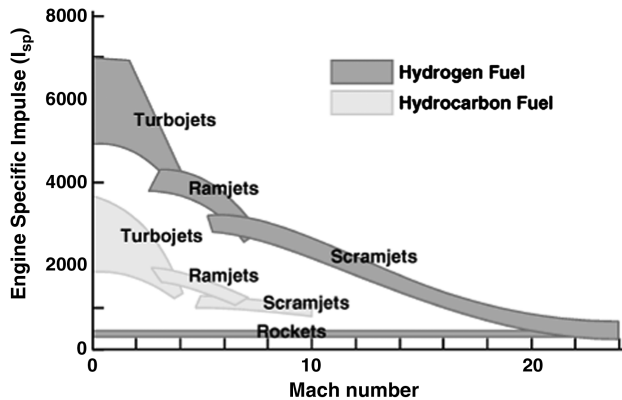 8000
6000
4000
2000
0
Engine Specific Impulse (Isp)
Hydrogen Fuel
Hydrocarbon Fuel
Turbojets
Ramjets
Turbojets
Scramjets
Ramjets
Scramjets
Rockets
0 10 20
Mach number